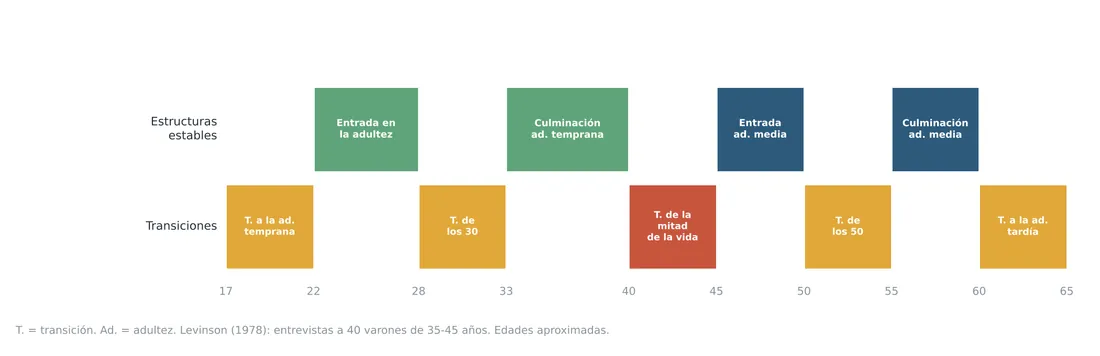 Estructuras
estables
Entrada en
la adultez
Culminación
ad. temprana
Entrada
ad. media
Culminación
ad. media
Transiciones
T. a la ad.
temprana
T. de
los 30
T. de la
mitad
de la vida
T. de
los 50
T. a la ad.
tardía
17 22 28 33 40 45 50 55 60 65
T. = transición. Ad. = adultez. Levinson (1978): entrevistas a 40 varones de 35-45 años. Edades aproximadas.